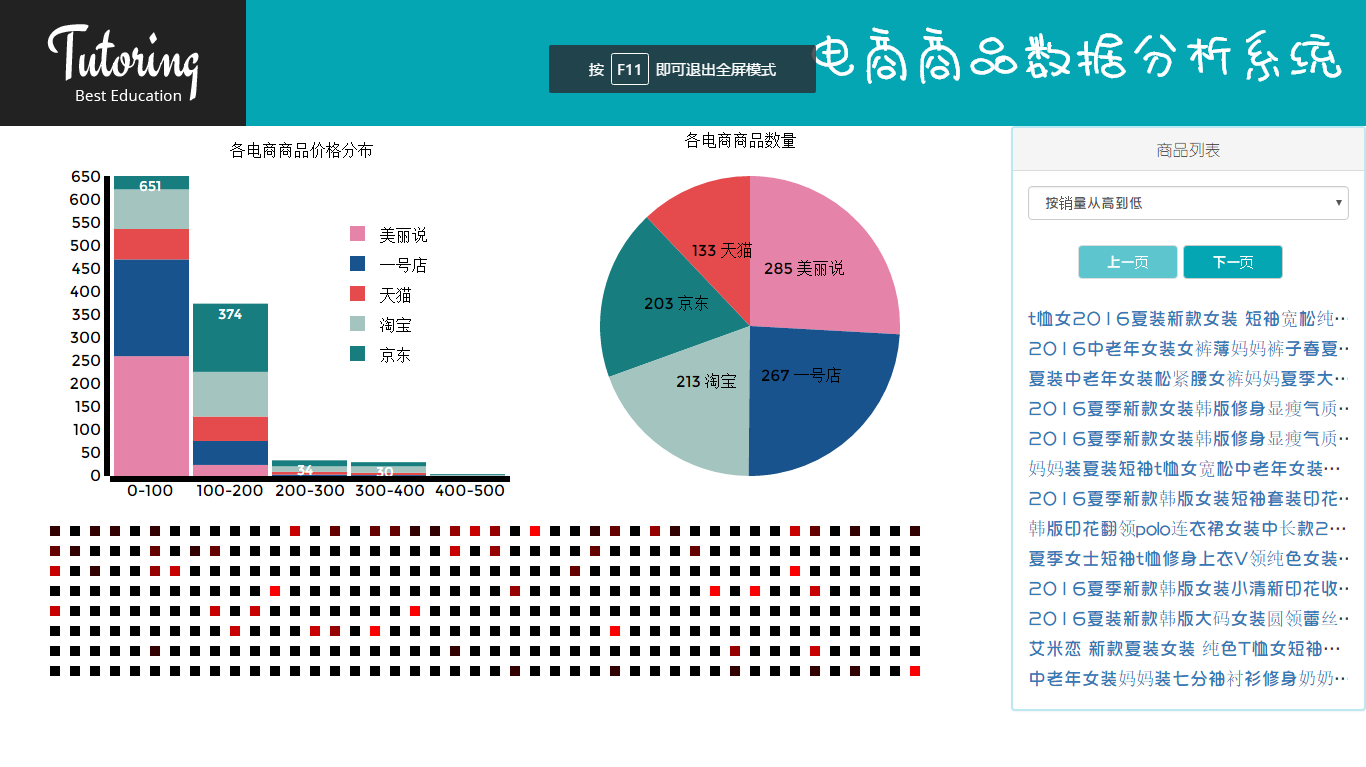 Tutoring
Best Education
按 F11 即可退出全屏模式
电商商品数据分析系统
各电商商品价格分布
650
600
550
500
450
400
350
300
250
200
150
100
50
0
651
374
34
30
0-100
100-200
200-300
300-400
400-500
美丽说
一号店
天猫
淘宝
京东
各电商商品数量
133 天猫
285 美丽说
203 京东
213 淘宝
267 一号店
商品列表
按销量从高到低
上一页
下一页
t恤女2016夏装新款女装 短袖宽松纯…
2016中老年女装女裤薄妈妈裤子春夏…
夏装中老年女装松紧腰女裤妈妈夏季大…
2016夏季新款女装韩版修身显瘦气质…
2016夏季新款女装韩版修身显瘦气质…
妈妈装夏装短袖t恤女宽松中老年女装…
2016夏季新款韩版女装短袖套装印花…
韩版印花翻领polo连衣裙女装中长款2…
夏季女士短袖t恤修身上衣V领纯色女装…
2016夏季新款韩版女装小清新印花收…
2016夏装新款韩版大码女装圆领蕾丝…
艾米恋 新款夏装女装 纯色T恤女短袖…
中老年女装妈妈装七分袖衬衫修身奶奶…